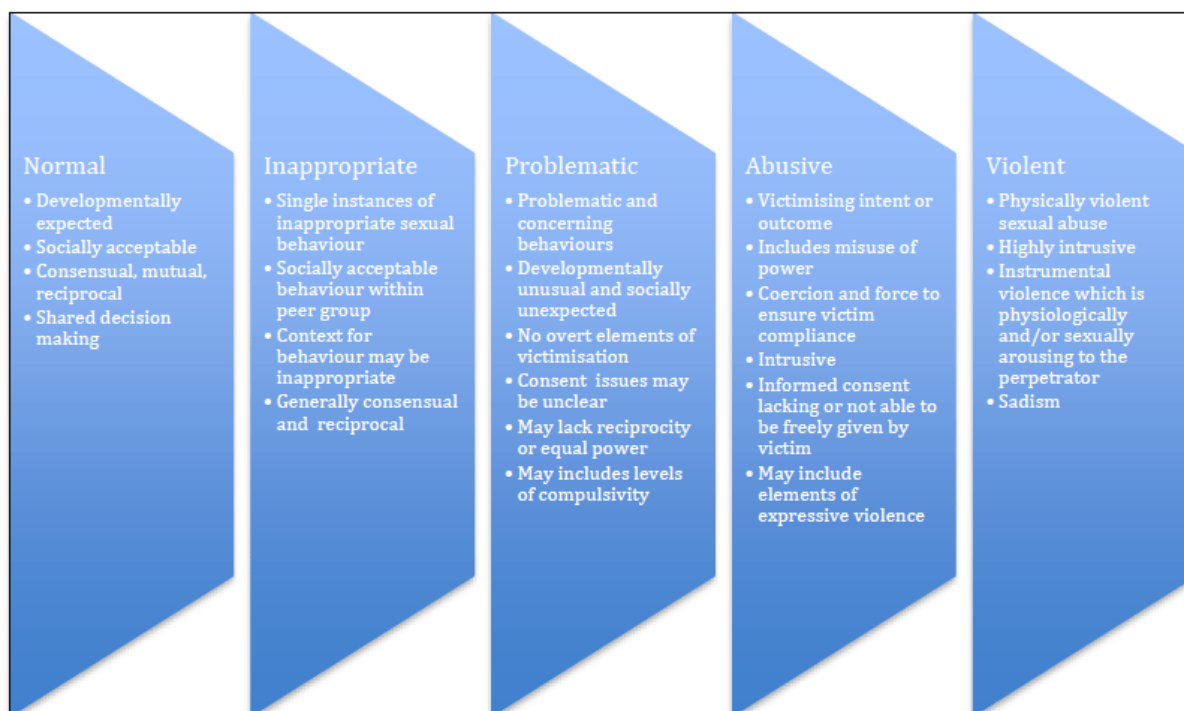 Normal
• Developmentally
expected
• Socially acceptable
• Consensual, mutual,
reciprocal
• Shared decision
making
Inappropriate
• Single instances of
inappropriate sexual
behaviour
• Socially acceptable
behaviour within
peer group
• Context for
behaviour may be
inappropriate
• Generally consensual
and reciprocal
Problematic
• Problematic and
concerning
behaviours
• Developmentally
unusual and socially
unexpected
• No overt elements of
victimisation
• Consent issues may
be unclear
• May lack reciprocity
or equal power
• May includes levels
of compulsivity
Abusive
• Victimising intent or
outcome
• Includes misuse of
power
• Coercion and force to
ensure victim
compliance
• Intrusive
• Informed consent
lacking or not able to
be freely given by
victim
• May include
elements of
expressive violence
Violent
• Physically violent
sexual abuse
• Highly intrusive
• Instrumental
violence which is
physiologically
and/or sexually
arousing to the
perpetrator
• Sadism